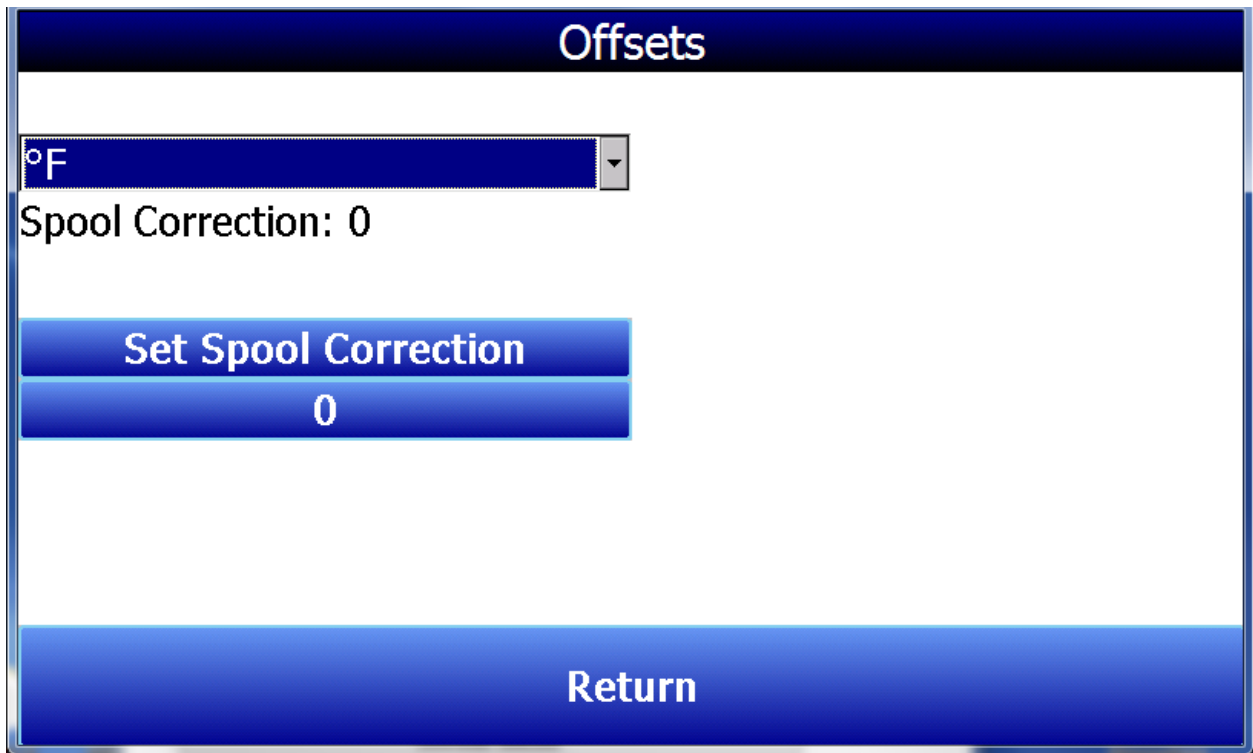 Offsets
°F
Spool Correction: 0
Set Spool Correction
0
Return